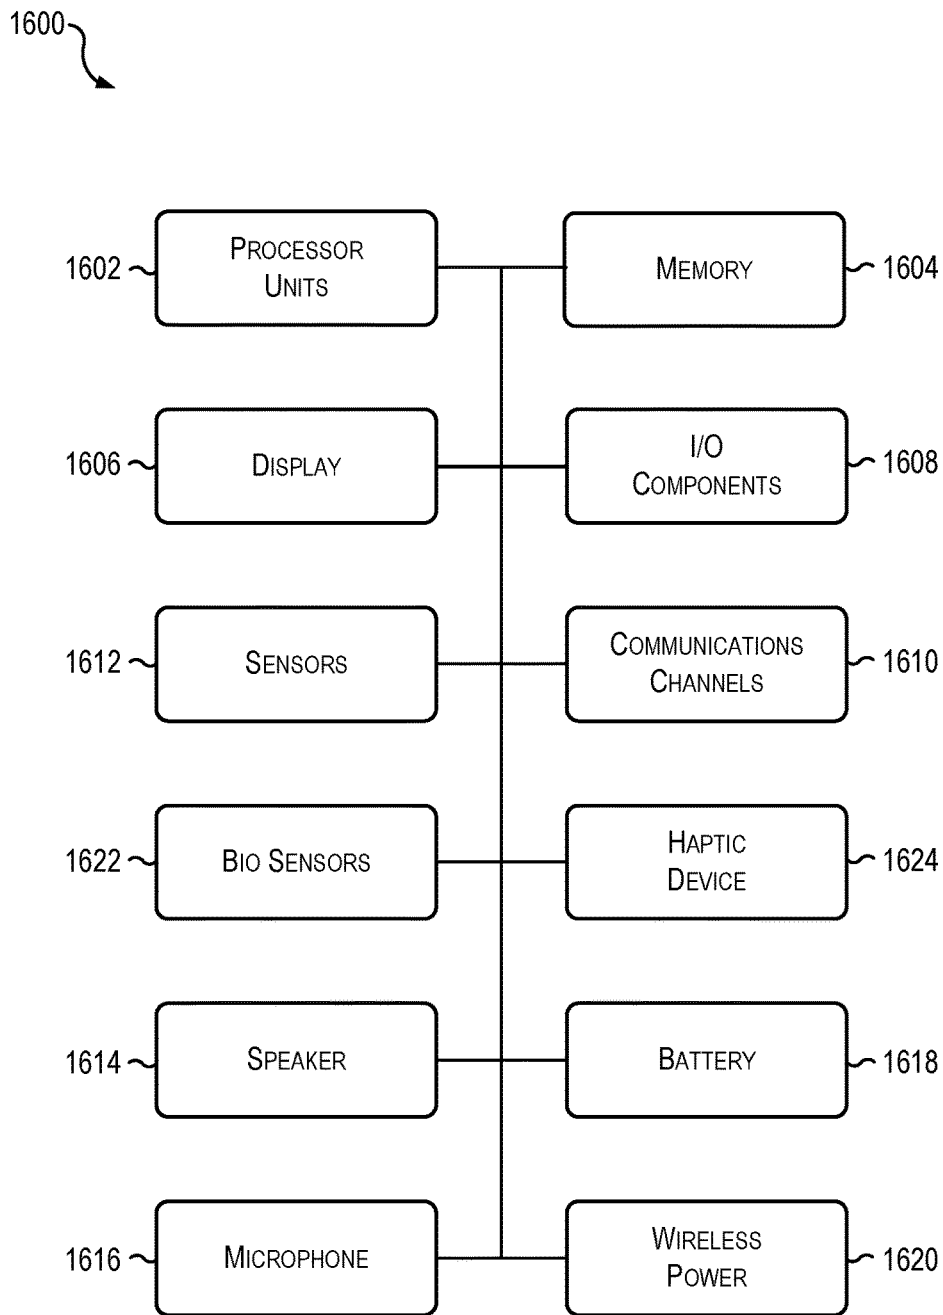 1600
1602
PROCESSOR
UNITS
MEMORY
1604
1606
DISPLAY
I/O
COMPONENTS
1608
1612
SENSORS
COMMUNICATIONS
CHANNELS
1610
1622
BIO SENSORS
HAPTIC
DEVICE
1624
1614
SPEAKER
BATTERY
1618
1616
MICROPHONE
WIRELESS
POWER
1620